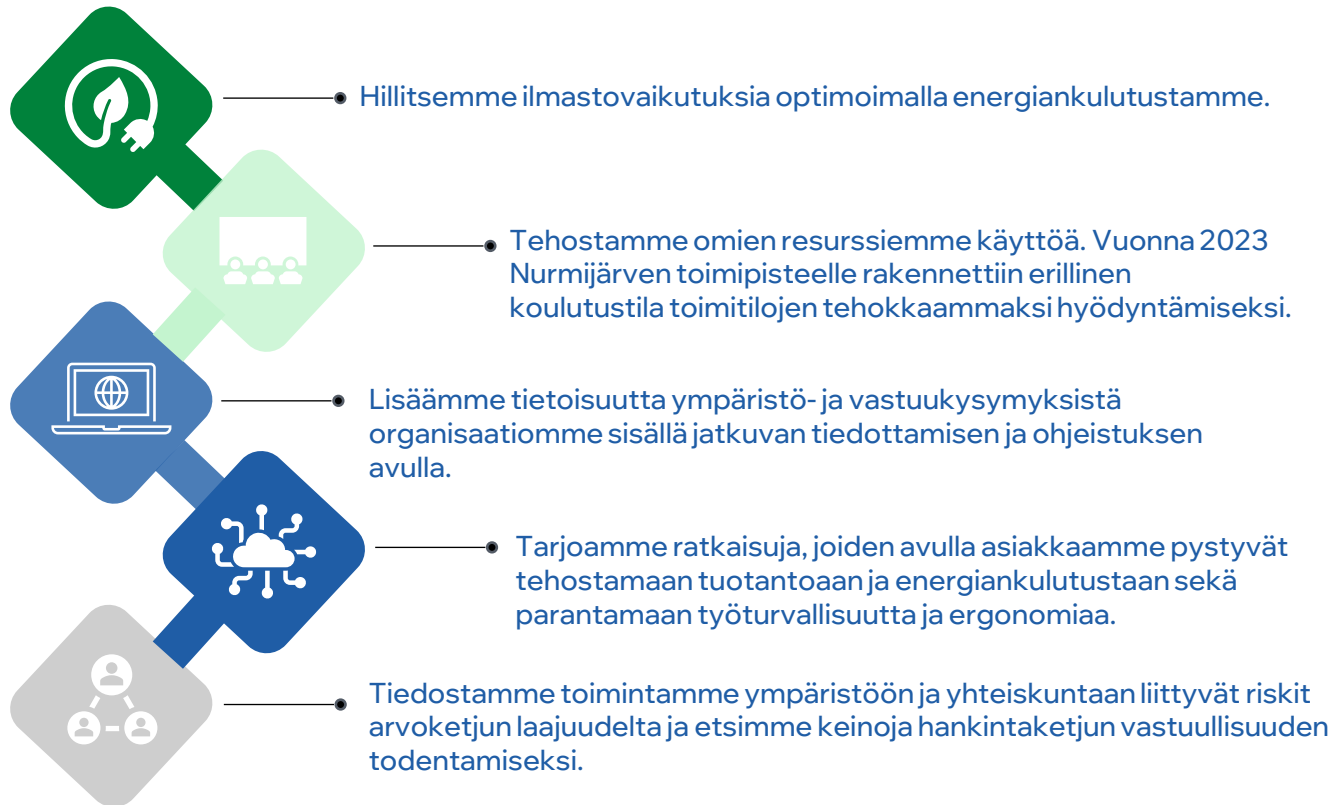 Hillitsemme ilmastovaikutuksia optimoimalla energiankulutustamme.
Tehostamme omien resurssiemme käyttöä. Vuonna 2023
Nurmijärven toimipisteelle rakennettiin erillinen
koulutustila toimitilojen tehokkaammaksi hyödyntämiseksi.
Lisäämme tietoisuutta ympäristö- ja vastuukysymyksistä
organisaatiomme sisällä jatkuvan tiedottamisen ja ohjeistuksen
avulla.
Tarjoamme ratkaisuja, joiden avulla asiakkaamme pystyvät
tehostamaan tuotantoaan ja energiankulutustaan sekä
parantamaan työturvallisuutta ja ergonomiaa.
Tiedostamme toimintamme ympäristöön ja yhteiskuntaan liittyvät riskit
arvoketjun laajuudelta ja etsimme keinoja hankintaketjun vastuullisuuden
todentamiseksi.